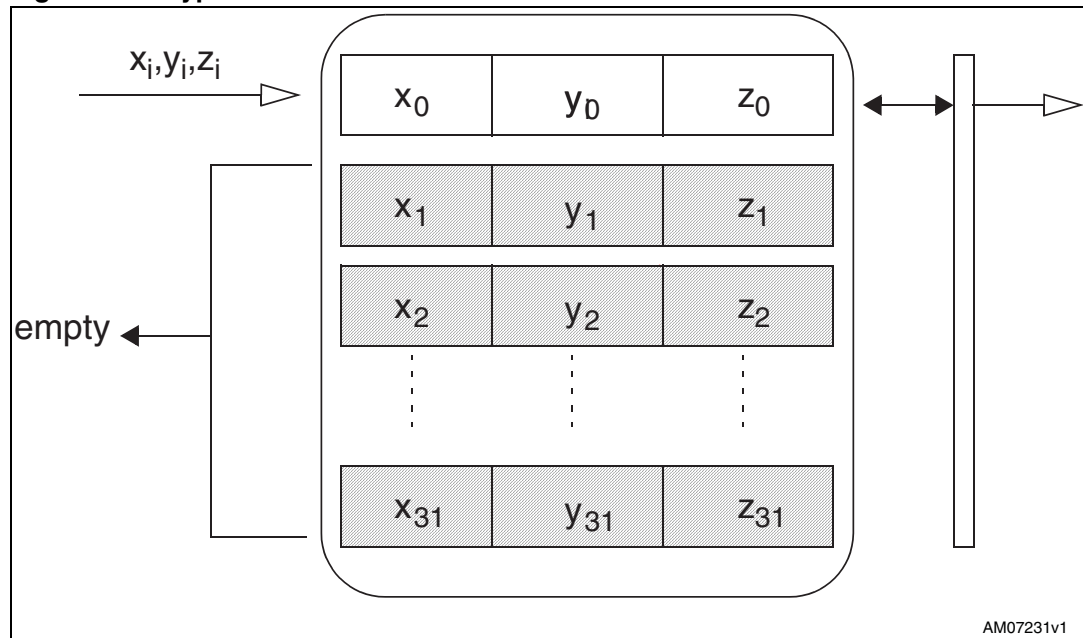 xᵢ,yᵢ,zᵢ
x₀ y₀ z₀
x₁ y₁ z₁
x₂ y₂ z₂
empty
x₃₁ y₃₁ z₃₁
AM07231v1